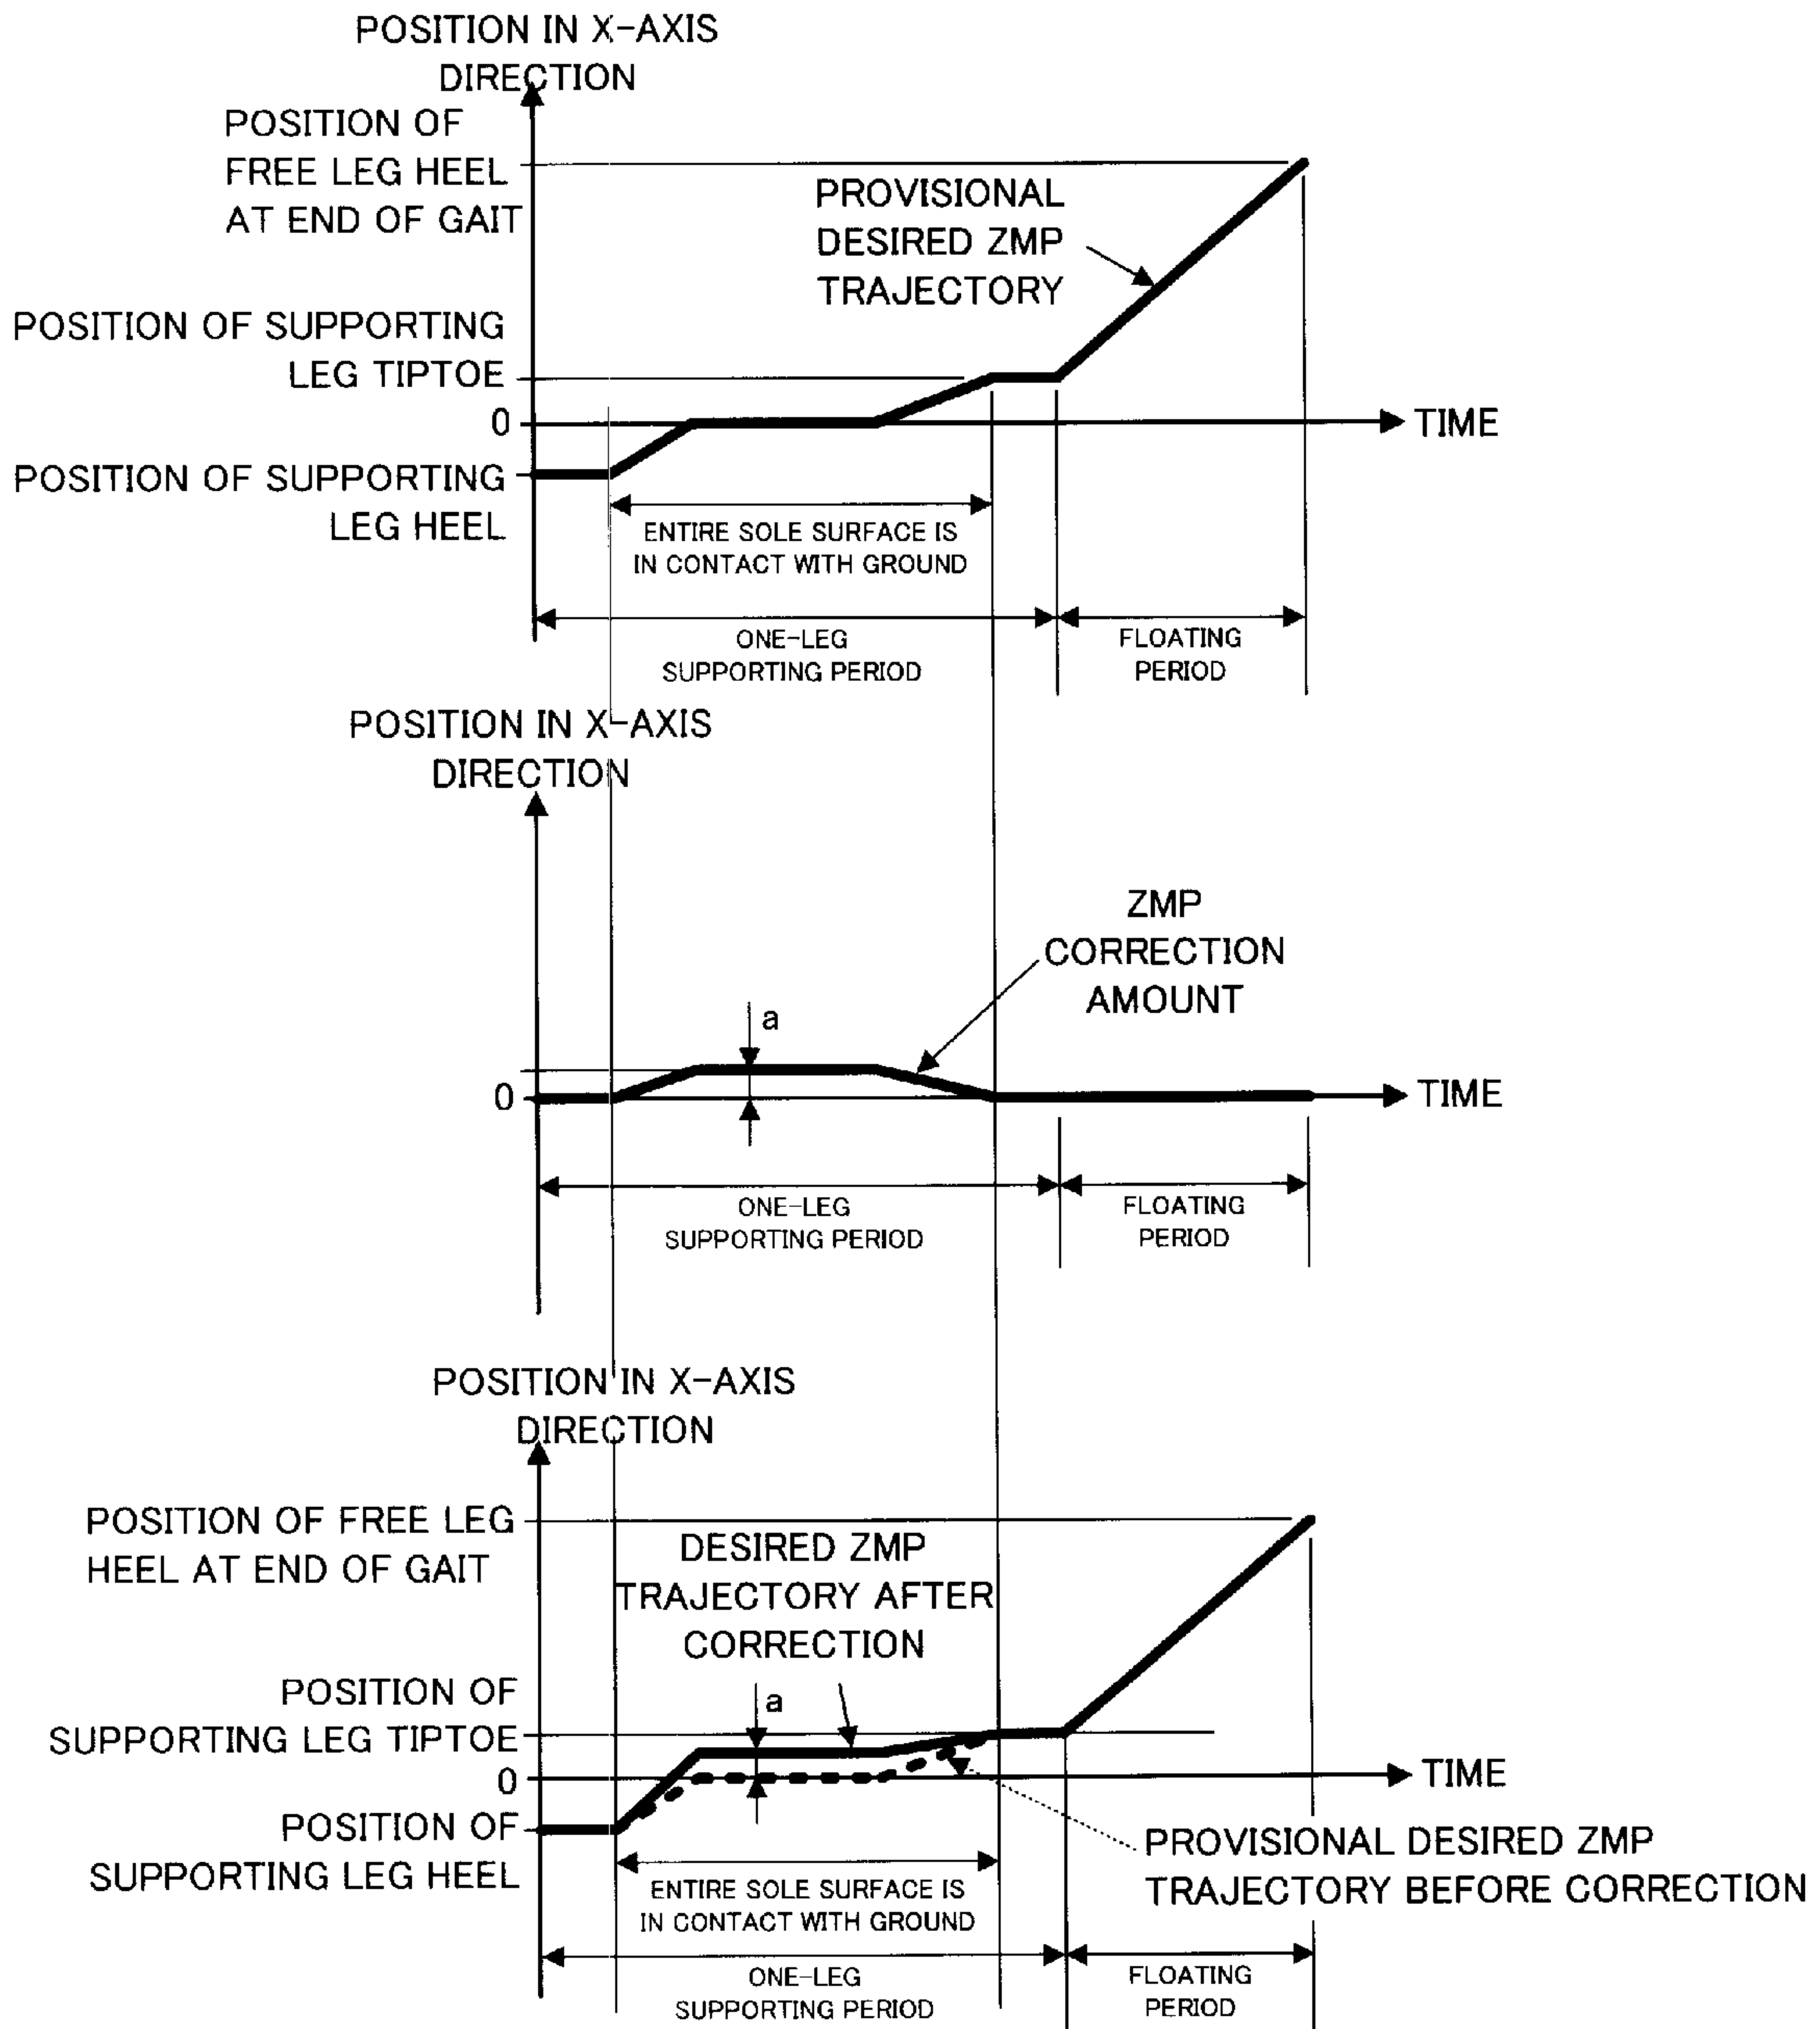 POSITION IN X-AXIS
DIRECTION
POSITION OF
FREE LEG HEEL
AT END OF GAIT
PROVISIONAL
DESIRED ZMP
TRAJECTORY
POSITION OF SUPPORTING
LEG TIPTOE
0
TIME
POSITION OF SUPPORTING
LEG HEEL
ENTIRE SOLE SURFACE IS
IN CONTACT WITH GROUND
ONE-LEG
SUPPORTING PERIOD
FLOATING
PERIOD
POSITION IN X-AXIS
DIRECTION
ZMP
CORRECTION
AMOUNT
a
0
TIME
ONE-LEG
SUPPORTING PERIOD
FLOATING
PERIOD
POSITION IN X-AXIS
DIRECTION
POSITION OF FREE LEG
HEEL AT END OF GAIT
DESIRED ZMP
TRAJECTORY AFTER
CORRECTION
POSITION OF
SUPPORTING LEG TIPTOE
a
0
TIME
POSITION OF
SUPPORTING LEG HEEL
PROVISIONAL DESIRED ZMP
TRAJECTORY BEFORE CORRECTION
ENTIRE SOLE SURFACE IS
IN CONTACT WITH GROUND
ONE-LEG
SUPPORTING PERIOD
FLOATING
PERIOD